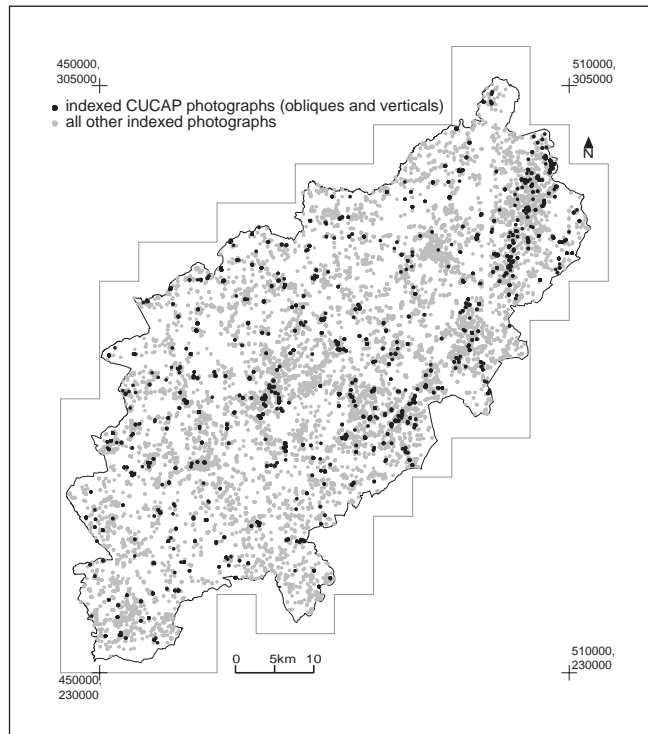 450000,
305000
510000,
305000
indexed CUCAP photographs (obliques and verticals)
all other indexed photographs
N
0 5km 10
450000,
230000
510000,
230000